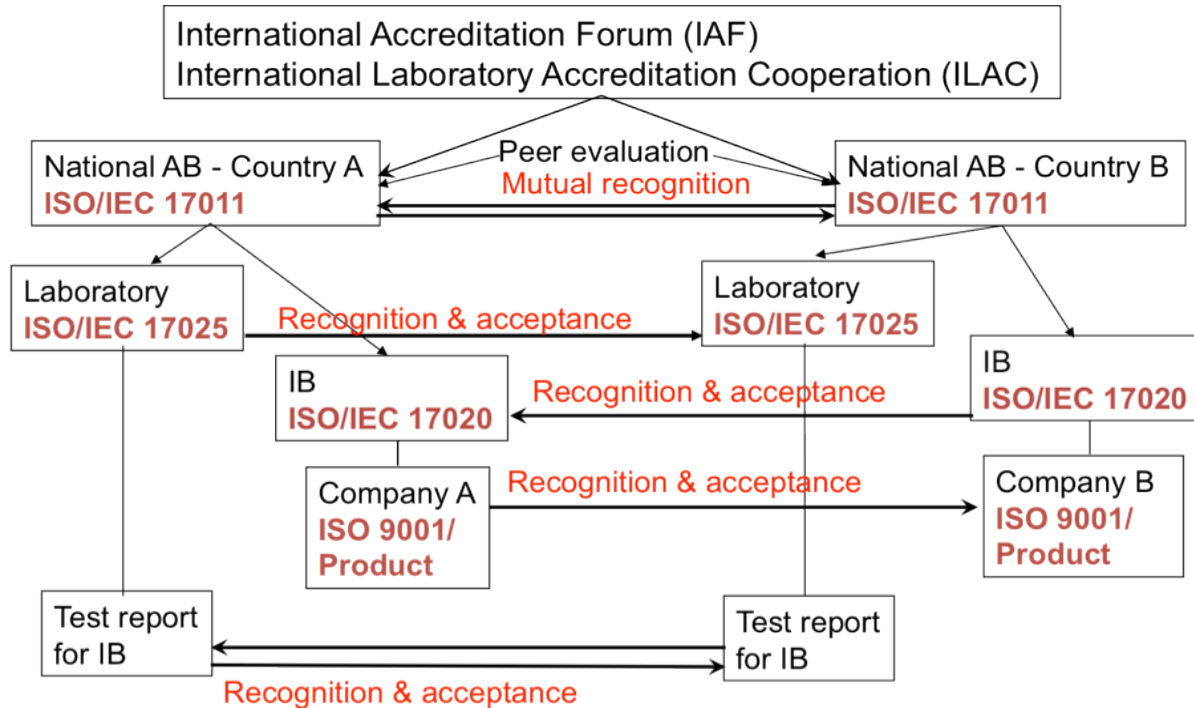 International Accreditation Forum (IAF)
International Laboratory Accreditation Cooperation (ILAC)
National AB - Country A
ISO/IEC 17011
Peer evaluation
Mutual recognition
National AB - Country B
ISO/IEC 17011
Laboratory
ISO/IEC 17025
Recognition & acceptance
Laboratory
ISO/IEC 17025
IB
ISO/IEC 17020
Recognition & acceptance
IB
ISO/IEC 17020
Company A
ISO 9001/
Product
Recognition & acceptance
Company B
ISO 9001/
Product
Test report
for IB
Test report
for IB
Recognition & acceptance